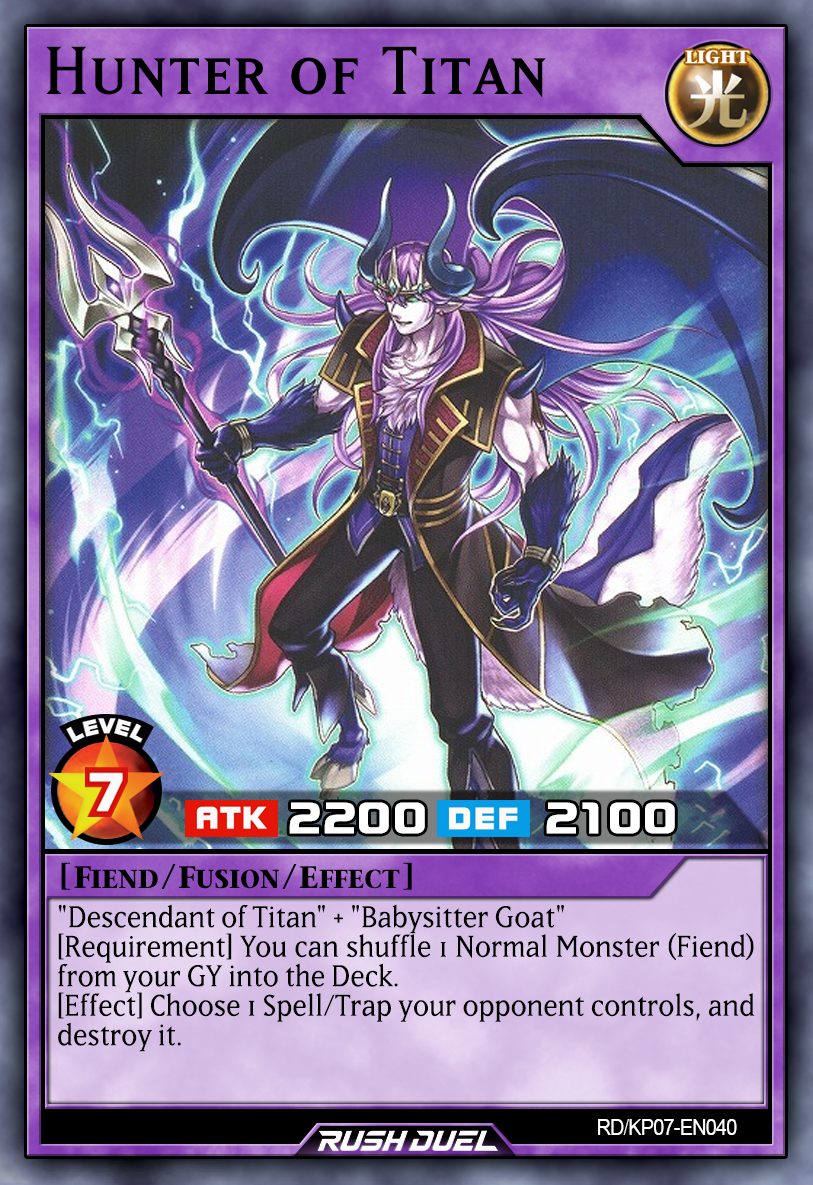 Hunter of Titan
LIGHT
光
LEVEL
7
ATK 2200 DEF 2100
[Fiend/Fusion/Effect]
"Descendant of Titan" + "Babysitter Goat"
[Requirement] You can shuffle 1 Normal Monster (Fiend)
from your GY into the Deck.
[Effect] Choose 1 Spell/Trap your opponent controls, and
destroy it.
RD/KP07-EN040
RUSH DUEL